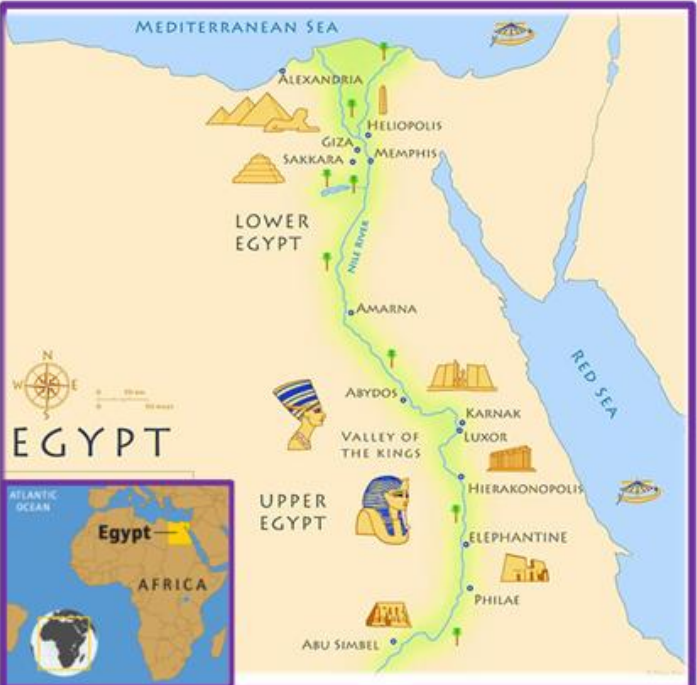 MEDITERRANEAN SEA
ALEXANDRIA
HELIOPOLIS
GIZA
SAKKARA
MEMPHIS
LOWER
EGYPT
NILE RIVER
AMARNA
N
W E
S
RED SEA
ABYDOS
KARNAK
LUXOR
EGYPT
VALLEY OF
THE KINGS
HIERAKONOPOLIS
UPPER
EGYPT
ATLANTIC
OCEAN
Egypt
ELEPHANTINE
AFRICA
PHILAE
ABU SIMBEL